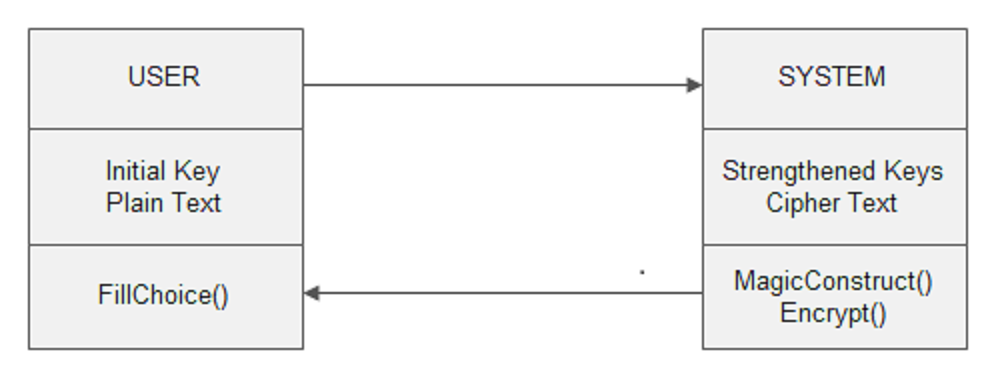 USER
Initial Key
Plain Text
FillChoice()
SYSTEM
Strengthened Keys
Cipher Text
MagicConstruct()
Encrypt()